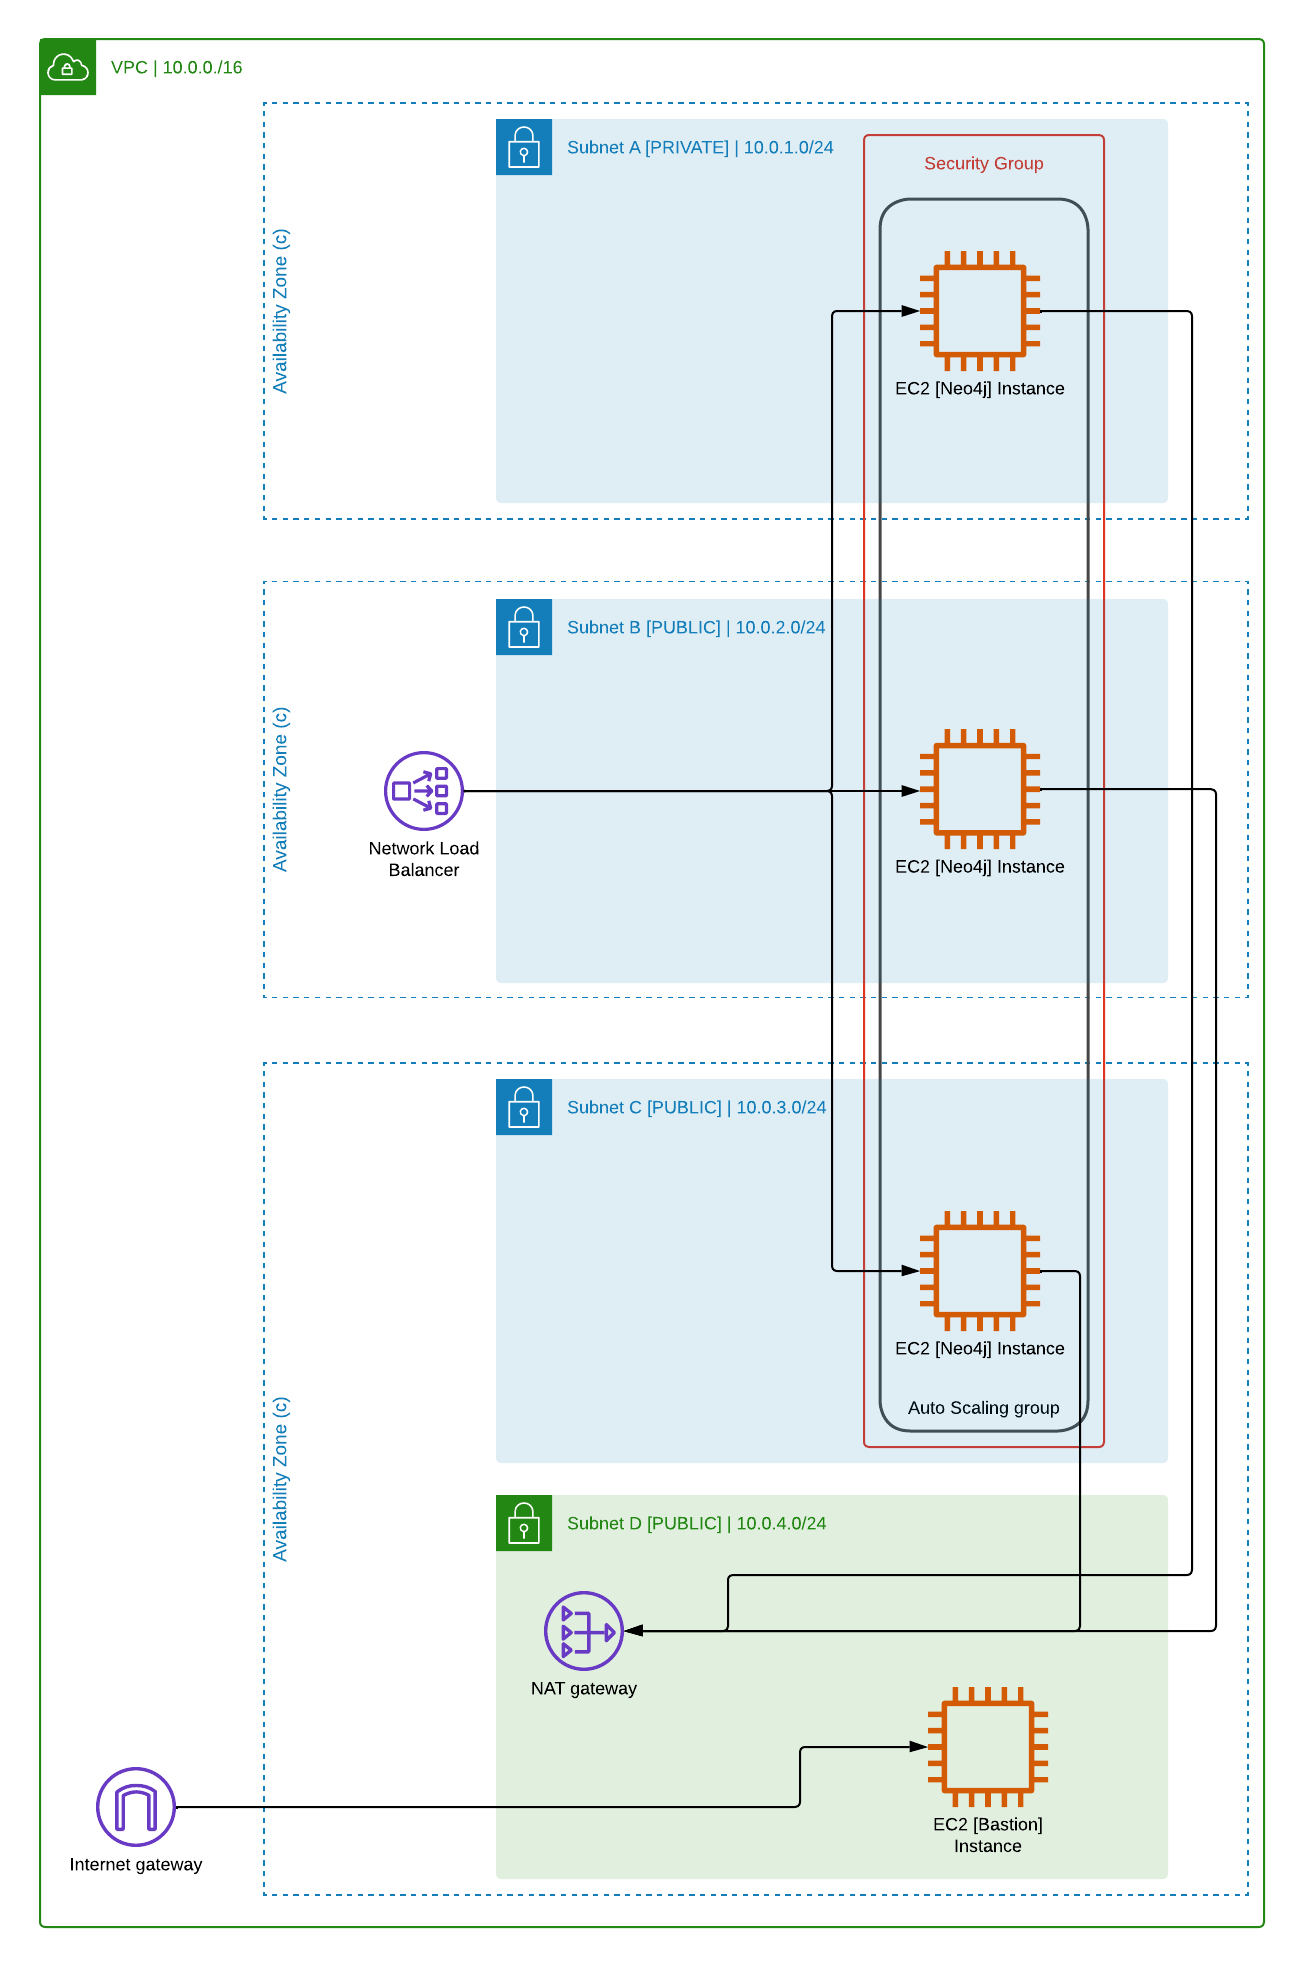 VPC | 10.0.0./16
Subnet A [PRIVATE] | 10.0.1.0/24
Security Group
Availability Zone (c)
EC2 [Neo4j] Instance
Subnet B [PUBLIC] | 10.0.2.0/24
Availability Zone (c)
Network Load
Balancer
EC2 [Neo4j] Instance
Subnet C [PUBLIC] | 10.0.3.0/24
EC2 [Neo4j] Instance
Auto Scaling group
Availability Zone (c)
Subnet D [PUBLIC] | 10.0.4.0/24
NAT gateway
EC2 [Bastion]
Instance
Internet gateway